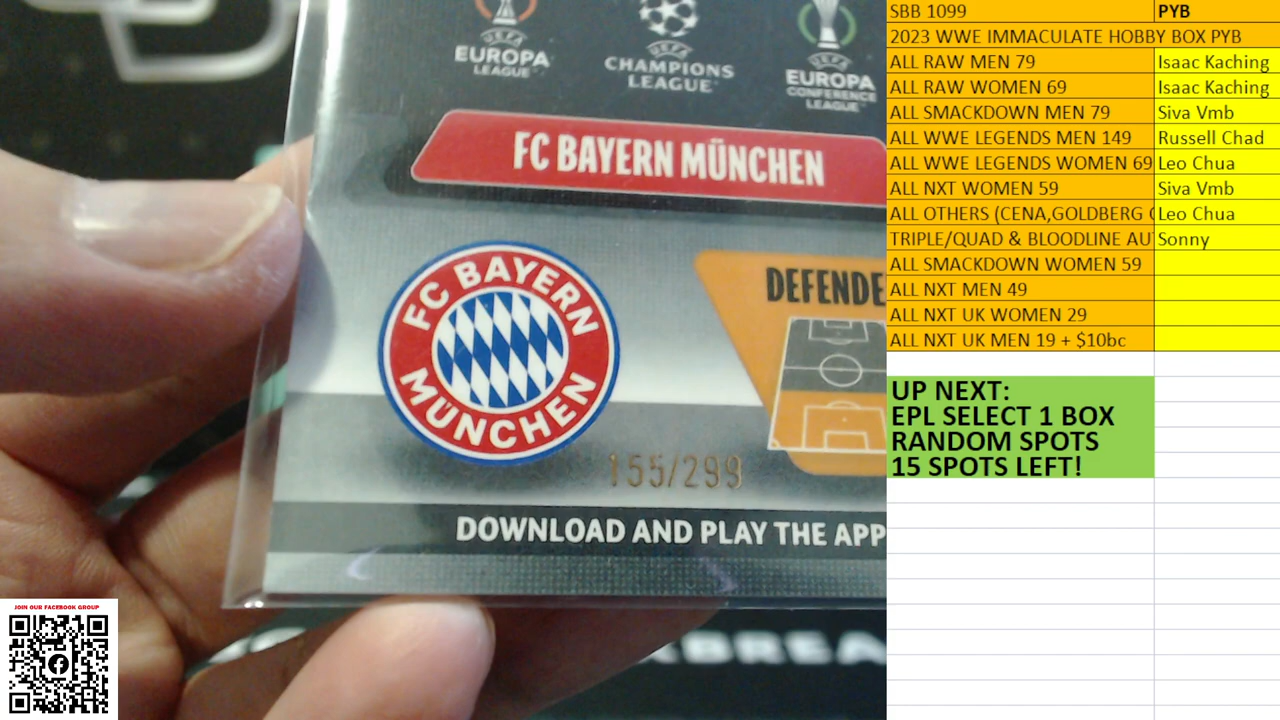 UEFA
EUROPA
LEAGUE
UEFA
CHAMPIONS
LEAGUE
UEFA
EUROPA
CONFERENCE
LEAGUE
FC BAYERN MÜNCHEN
FC BAYERN
MÜNCHEN
DEFENDE
155/299
DOWNLOAD AND PLAY THE APP
BREA
JOIN OUR FACEBOOK GROUP
SBB 1099 PYB
2023 WWE IMMACULATE HOBBY BOX PYB
ALL RAW MEN 79 Isaac Kaching
ALL RAW WOMEN 69 Isaac Kaching
ALL SMACKDOWN MEN 79 Siva Vmb
ALL WWE LEGENDS MEN 149 Russell Chad
ALL WWE LEGENDS WOMEN 69 Leo Chua
ALL NXT WOMEN 59 Siva Vmb
ALL OTHERS (CENA,GOLDBERG Leo Chua
TRIPLE/QUAD & BLOODLINE AU Sonny
ALL SMACKDOWN WOMEN 59
ALL NXT MEN 49
ALL NXT UK WOMEN 29
ALL NXT UK MEN 19 + $10bc
UP NEXT:
EPL SELECT 1 BOX
RANDOM SPOTS
15 SPOTS LEFT!